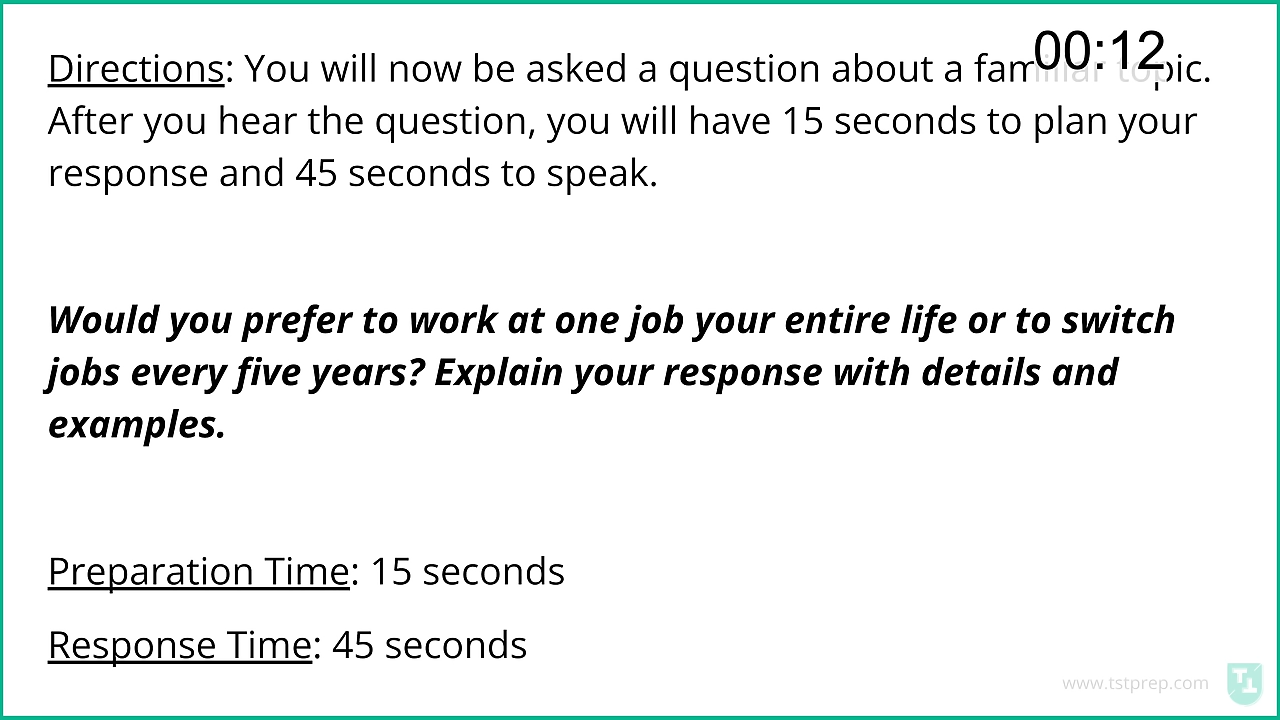 00:12
Directions: You will now be asked a question about a familiar topic.
After you hear the question, you will have 15 seconds to plan your
response and 45 seconds to speak.
Would you prefer to work at one job your entire life or to switch
jobs every five years? Explain your response with details and
examples.
Preparation Time: 15 seconds
Response Time: 45 seconds
www.tstprep.com